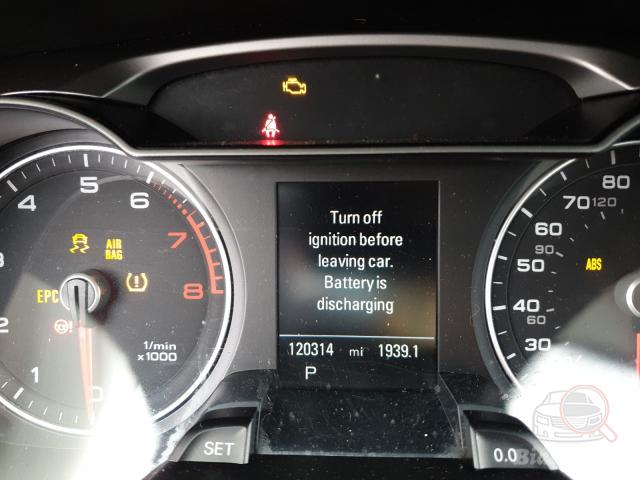 Turn off
ignition before
leaving car.
Battery is
discharging
120314 mi 1939.1
P
4 5 6
7
8
3
2
1
0
AIR
BAG
EPC
1/min
x1000
80
70 120
60
90
50
40
60
30
ABS
SET
0.0